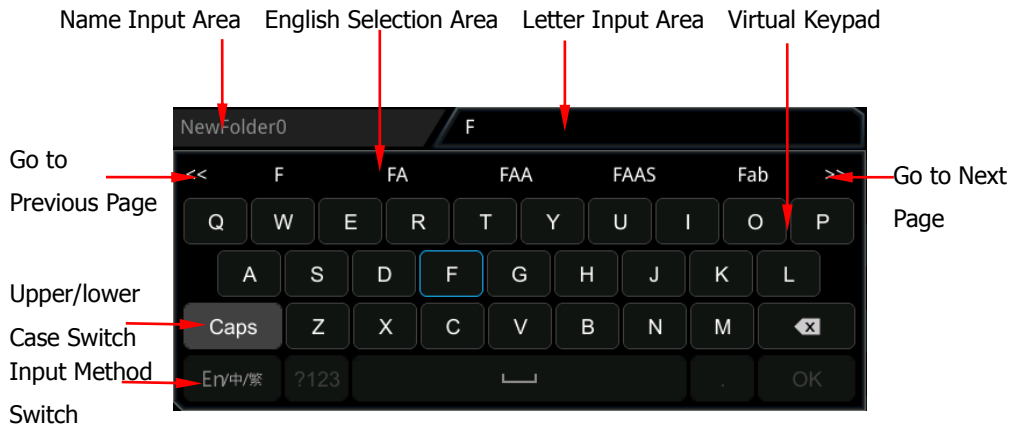 Name Input Area English Selection Area Letter Input Area Virtual Keypad
NewFolder0 F
Go to
Previous Page
<< F FA FAA FAAS Fab >>
Go to Next
Page
Q W E R T Y U I O P
A S D F G H J K L
Upper/lower
Case Switch
Caps Z X C V B N M
Input Method
Switch
En/中/繁 ?123 . OK